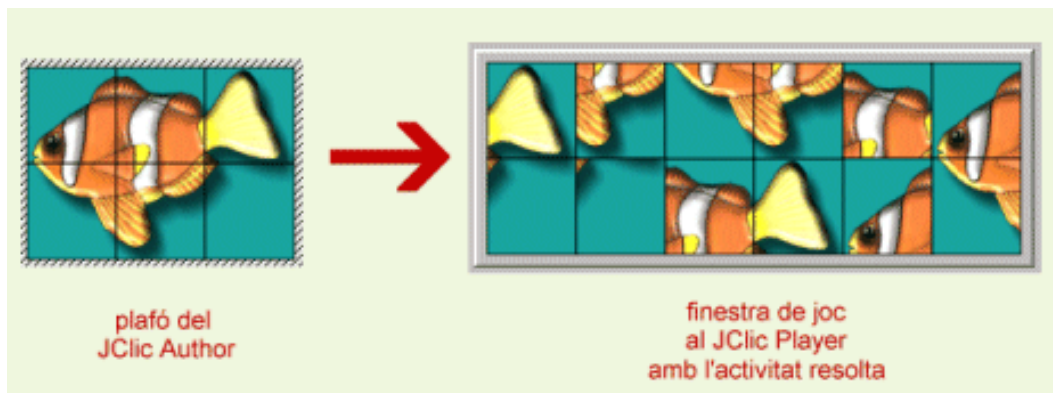 plafó del
JClic Author
finestra de joc
al JClic Player
amb l'activitat resolta